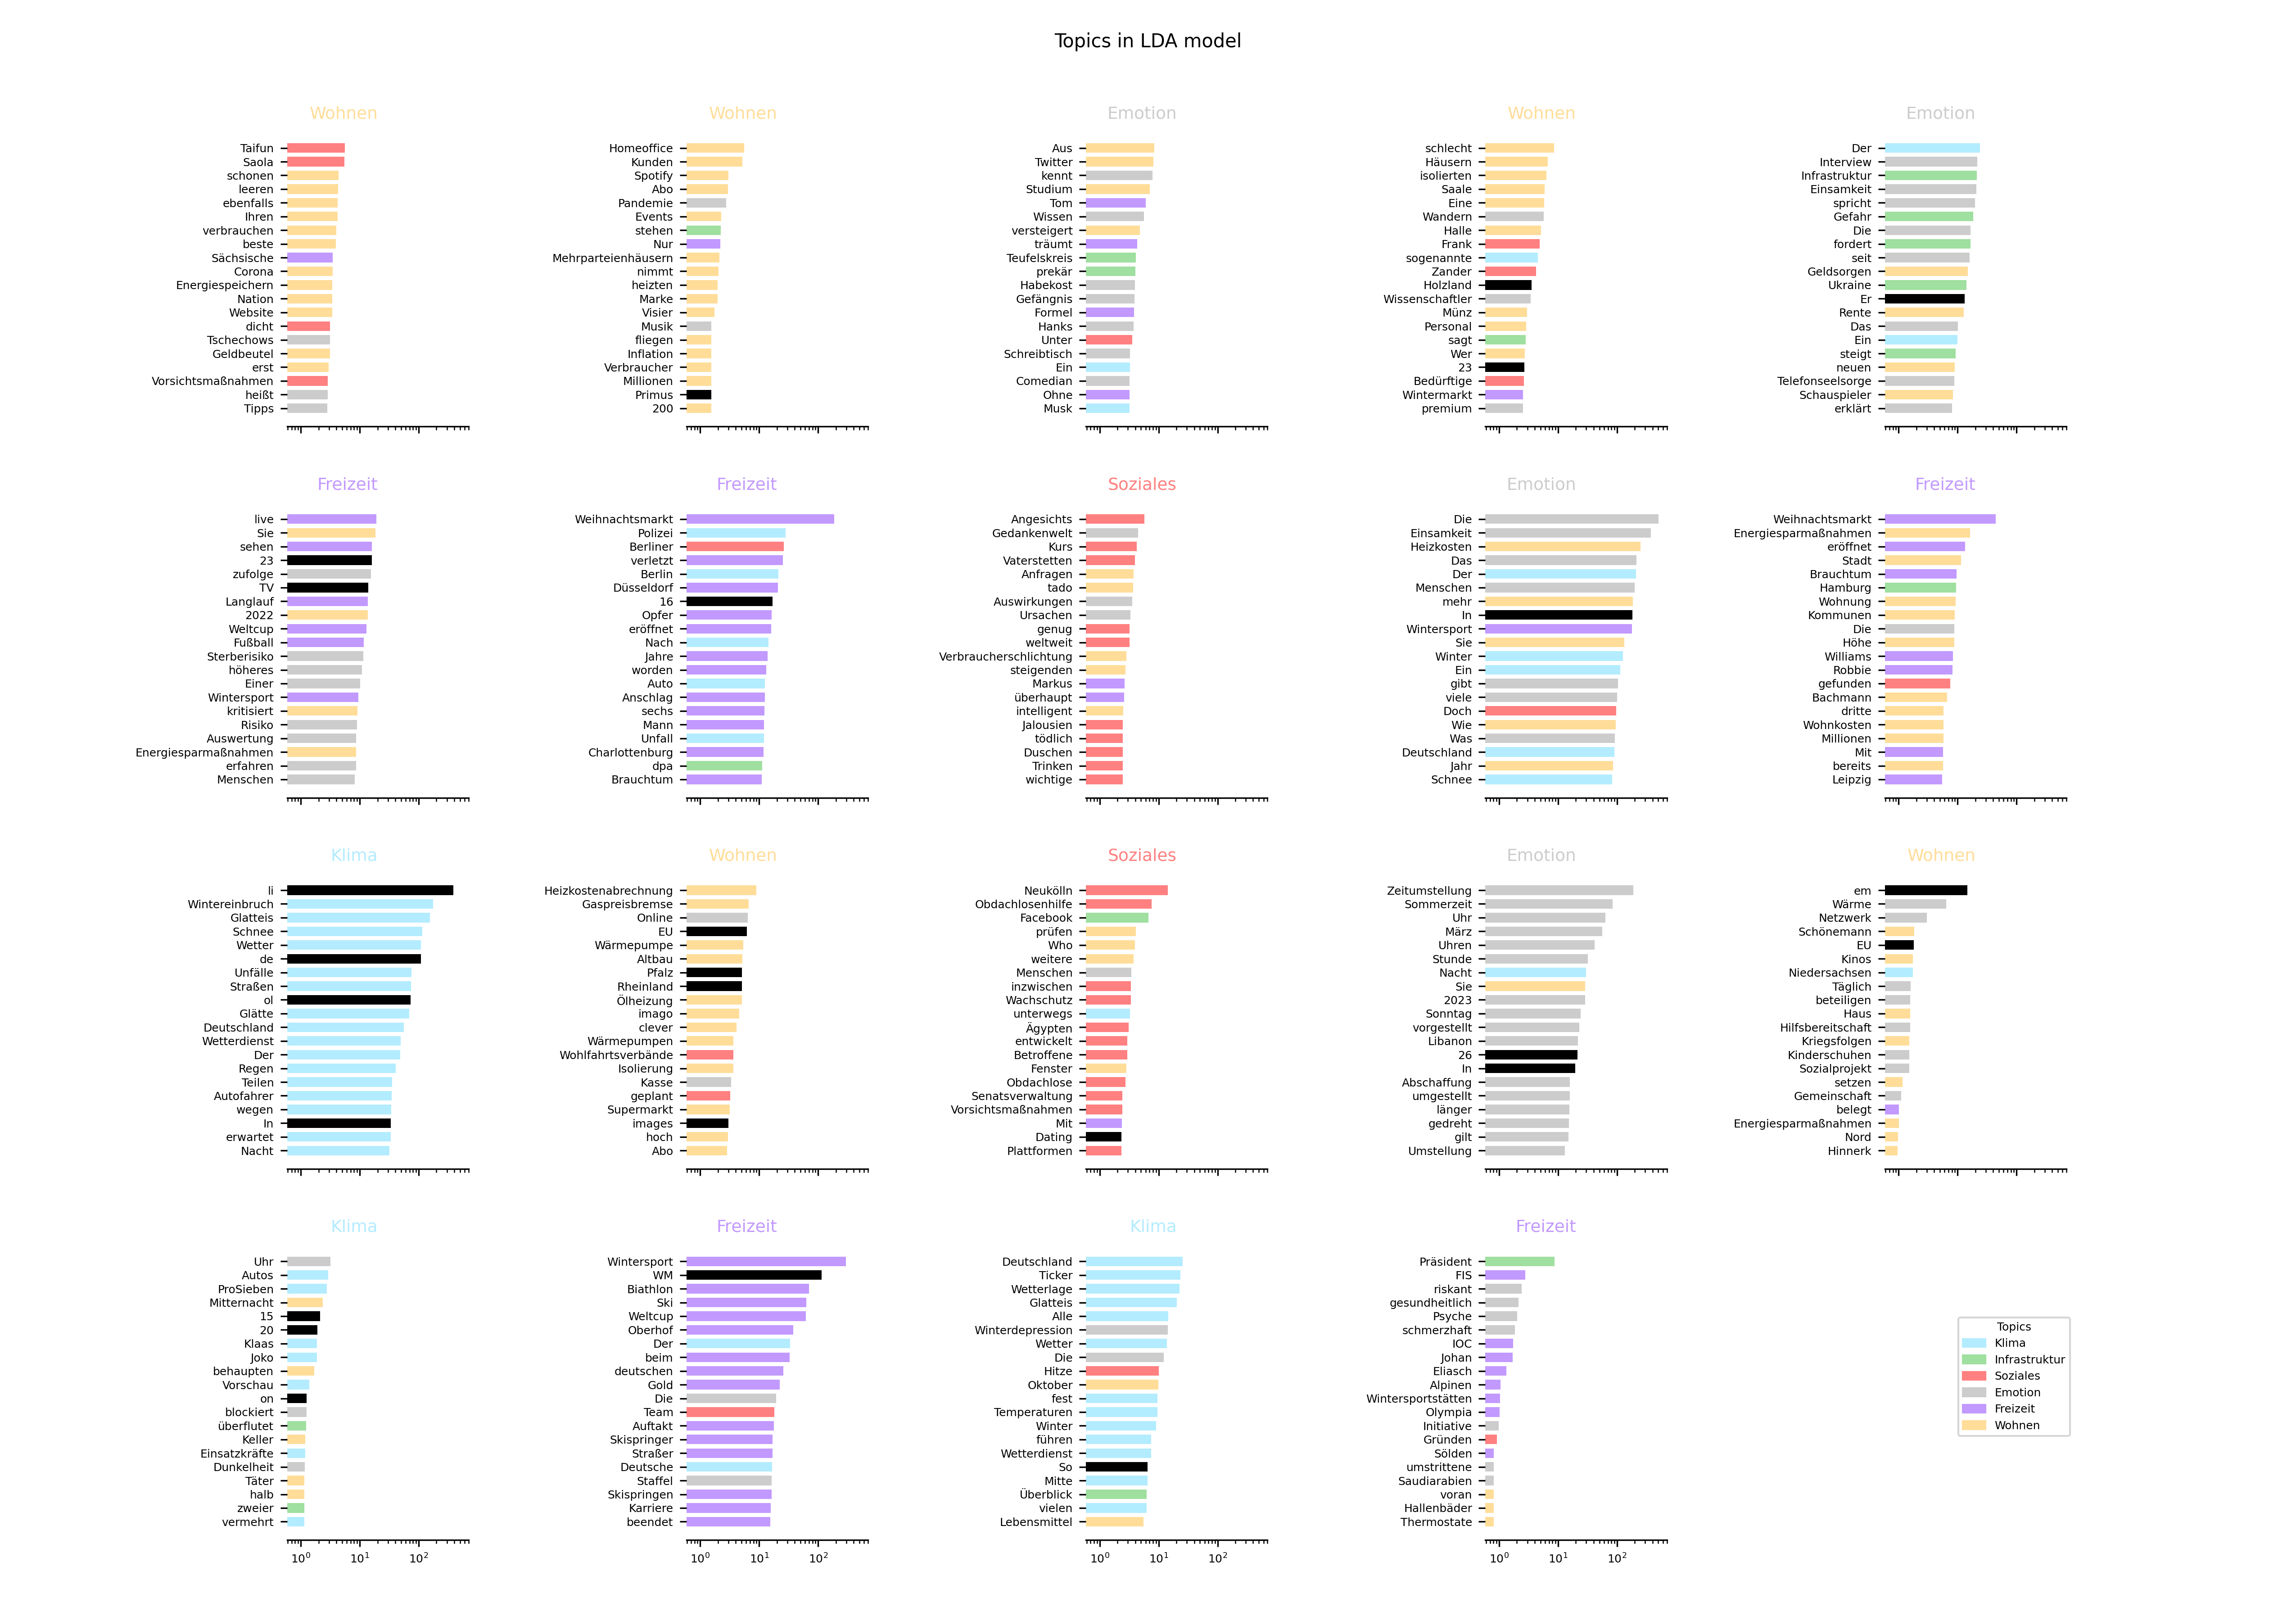 Topics in LDA model
Wohnen
Taifun
Saola
schonen
leeren
ebenfalls
Ihren
verbrauchen
beste
Sächsische
Corona
Energiespeichern
Nation
Website
dicht
Tschechows
Geldbeutel
erst
Vorsichtsmaßnahmen
heißt
Tipps
Wohnen
Homeoffice
Kunden
Spotify
Abo
Pandemie
Events
stehen
Nur
Mehrparteienhäusern
nimmt
heizten
Marke
Visier
Musik
fliegen
Inflation
Verbraucher
Millionen
Primus
200
Emotion
Aus
Twitter
kennt
Studium
Tom
Wissen
versteigert
träumt
Teufelskreis
prekär
Habekost
Gefängnis
Formel
Hanks
Unter
Schreibtisch
Ein
Comedian
Ohne
Musk
Wohnen
schlecht
Häusern
isolierten
Saale
Eine
Wandern
Halle
Frank
sogenannte
Zander
Holzland
Wissenschaftler
Münz
Personal
sagt
Wer
23
Bedürftige
Wintermarkt
premium
Emotion
Der
Interview
Infrastruktur
Einsamkeit
spricht
Gefahr
Die
fordert
seit
Geldsorgen
Ukraine
Er
Rente
Das
Ein
steigt
neuen
Telefonseelsorge
Schauspieler
erklärt
Freizeit
live
Sie
sehen
23
zufolge
TV
Langlauf
2022
Weltcup
Fußball
Sterberisiko
höheres
Einer
Wintersport
kritisiert
Risiko
Auswertung
Energiesparmaßnahmen
erfahren
Menschen
Freizeit
Weihnachtsmarkt
Polizei
Berliner
verletzt
Berlin
Düsseldorf
16
Opfer
eröffnet
Nach
Jahre
worden
Auto
Anschlag
sechs
Mann
Unfall
Charlottenburg
dpa
Brauchtum
Soziales
Angesichts
Gedankenwelt
Kurs
Vaterstetten
Anfragen
tado
Auswirkungen
Ursachen
genug
weltweit
Verbraucherschlichtung
steigenden
Markus
überhaupt
intelligent
Jalousien
tödlich
Duschen
Trinken
wichtige
Emotion
Die
Einsamkeit
Heizkosten
Das
Der
Menschen
mehr
In
Wintersport
Sie
Winter
Ein
gibt
viele
Doch
Wie
Was
Deutschland
Jahr
Schnee
Freizeit
Weihnachtsmarkt
Energiesparmaßnahmen
eröffnet
Stadt
Brauchtum
Hamburg
Wohnung
Kommunen
Die
Höhe
Williams
Robbie
gefunden
Bachmann
dritte
Wohnkosten
Millionen
Mit
bereits
Leipzig
Klima
li
Wintereinbruch
Glatteis
Schnee
Wetter
de
Unfälle
Straßen
ol
Glätte
Deutschland
Wetterdienst
Der
Regen
Teilen
Autofahrer
wegen
In
erwartet
Nacht
Wohnen
Heizkostenabrechnung
Gaspreisbremse
Online
EU
Wärmepumpe
Altbau
Pfalz
Rheinland
Ölheizung
imago
clever
Wärmepumpen
Wohlfahrtsverbände
Isolierung
Kasse
geplant
Supermarkt
images
hoch
Abo
Soziales
Neukölln
Obdachlosenhilfe
Facebook
prüfen
Who
weitere
Menschen
inzwischen
Wachschutz
unterwegs
Ägypten
entwickelt
Betroffene
Fenster
Obdachlose
Senatsverwaltung
Vorsichtsmaßnahmen
Mit
Dating
Plattformen
Emotion
Zeitumstellung
Sommerzeit
Uhr
März
Uhren
Stunde
Nacht
Sie
2023
Sonntag
vorgestellt
Libanon
26
In
Abschaffung
umgestellt
länger
gedreht
gilt
Umstellung
Wohnen
em
Wärme
Netzwerk
Schönemann
EU
Kinos
Niedersachsen
Täglich
beteiligen
Haus
Hilfsbereitschaft
Kriegsfolgen
Kinderschuhen
Sozialprojekt
setzen
Gemeinschaft
belegt
Energiesparmaßnahmen
Nord
Hinnerk
Klima
Uhr
Autos
ProSieben
Mitternacht
15
20
Klaas
Joko
behaupten
Vorschau
on
blockiert
überflutet
Keller
Einsatzkräfte
Dunkelheit
Täter
halb
zweier
vermehrt
10⁰ 10¹ 10²
Freizeit
Wintersport
WM
Biathlon
Ski
Weltcup
Oberhof
Der
beim
deutschen
Gold
Die
Team
Auftakt
Skispringer
Straßer
Deutsche
Staffel
Skispringen
Karriere
beendet
10⁰ 10¹ 10²
Klima
Deutschland
Ticker
Wetterlage
Glatteis
Alle
Winterdepression
Wetter
Die
Hitze
Oktober
fest
Temperaturen
Winter
führen
Wetterdienst
So
Mitte
Überblick
vielen
Lebensmittel
10⁰ 10¹ 10²
Freizeit
Präsident
FIS
riskant
gesundheitlich
Psyche
schmerzhaft
IOC
Johan
Eliasch
Alpinen
Wintersportstätten
Olympia
Initiative
Gründen
Sölden
umstrittene
Saudiarabien
voran
Hallenbäder
Thermostate
10⁰ 10¹ 10²
Topics
Klima
Infrastruktur
Soziales
Emotion
Freizeit
Wohnen